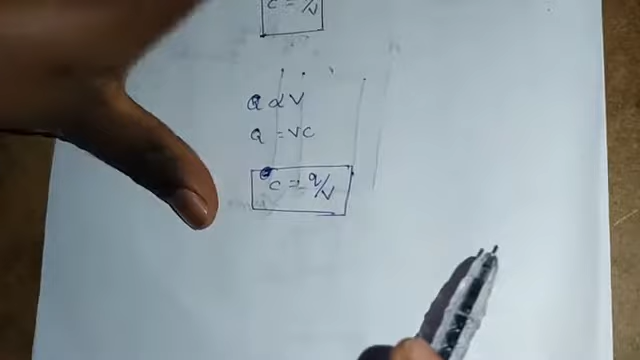 C = /V
Q α V
Q = VC
C = q/V